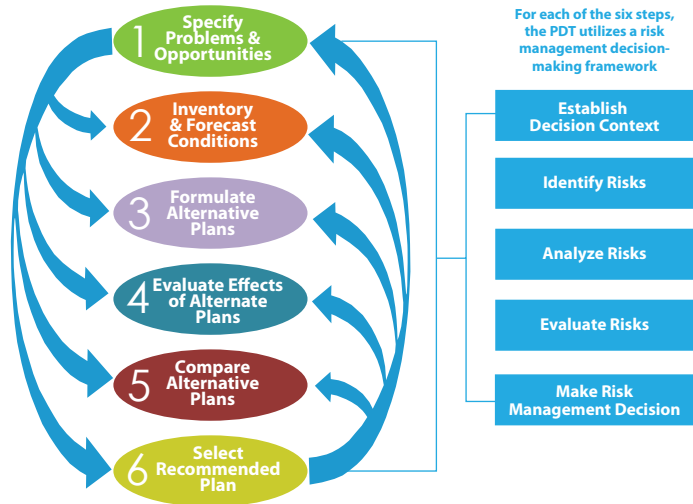 1 Specify
Problems &
Opportunities
2 Inventory
& Forecast
Conditions
3 Formulate
Alternative
Plans
4 Evaluate Effects
of Alternate
Plans
5 Compare
Alternative
Plans
6 Select
Recommended
Plan
For each of the six steps,
the PDT utilizes a risk
management decision-
making framework
Establish
Decision Context
Identify Risks
Analyze Risks
Evaluate Risks
Make Risk
Management Decision